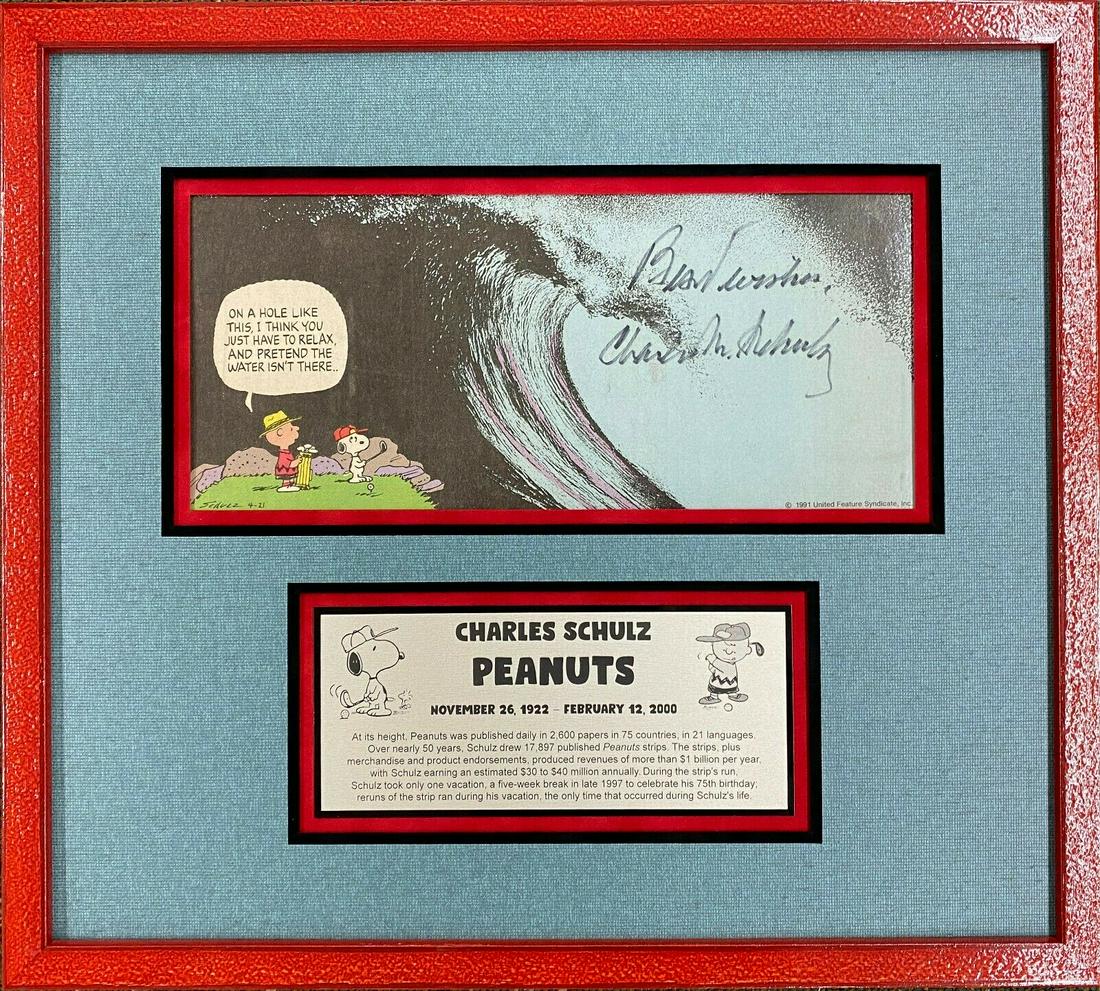 ON A HOLE LIKE
THIS, I THINK YOU
JUST HAVE TO RELAX,
AND PRETEND THE
WATER ISN'T THERE..
Best wishes,
Charles M. Schulz
SCHULZ 4-21
© 1991 United Feature Syndicate, Inc.
CHARLES SCHULZ
PEANUTS
NOVEMBER 26, 1922 – FEBRUARY 12, 2000
At its height, Peanuts was published daily in 2,600 papers in 75 countries, in 21 languages.
Over nearly 50 years, Schulz drew 17,897 published Peanuts strips. The strips, plus
merchandise and product endorsements, produced revenues of more than $1 billion per year,
with Schulz earning an estimated $30 to $40 million annually. During the strip's run,
Schulz took only one vacation, a five-week break in late 1997 to celebrate his 75th birthday;
reruns of the strip ran during his vacation, the only time that occurred during Schulz's life.